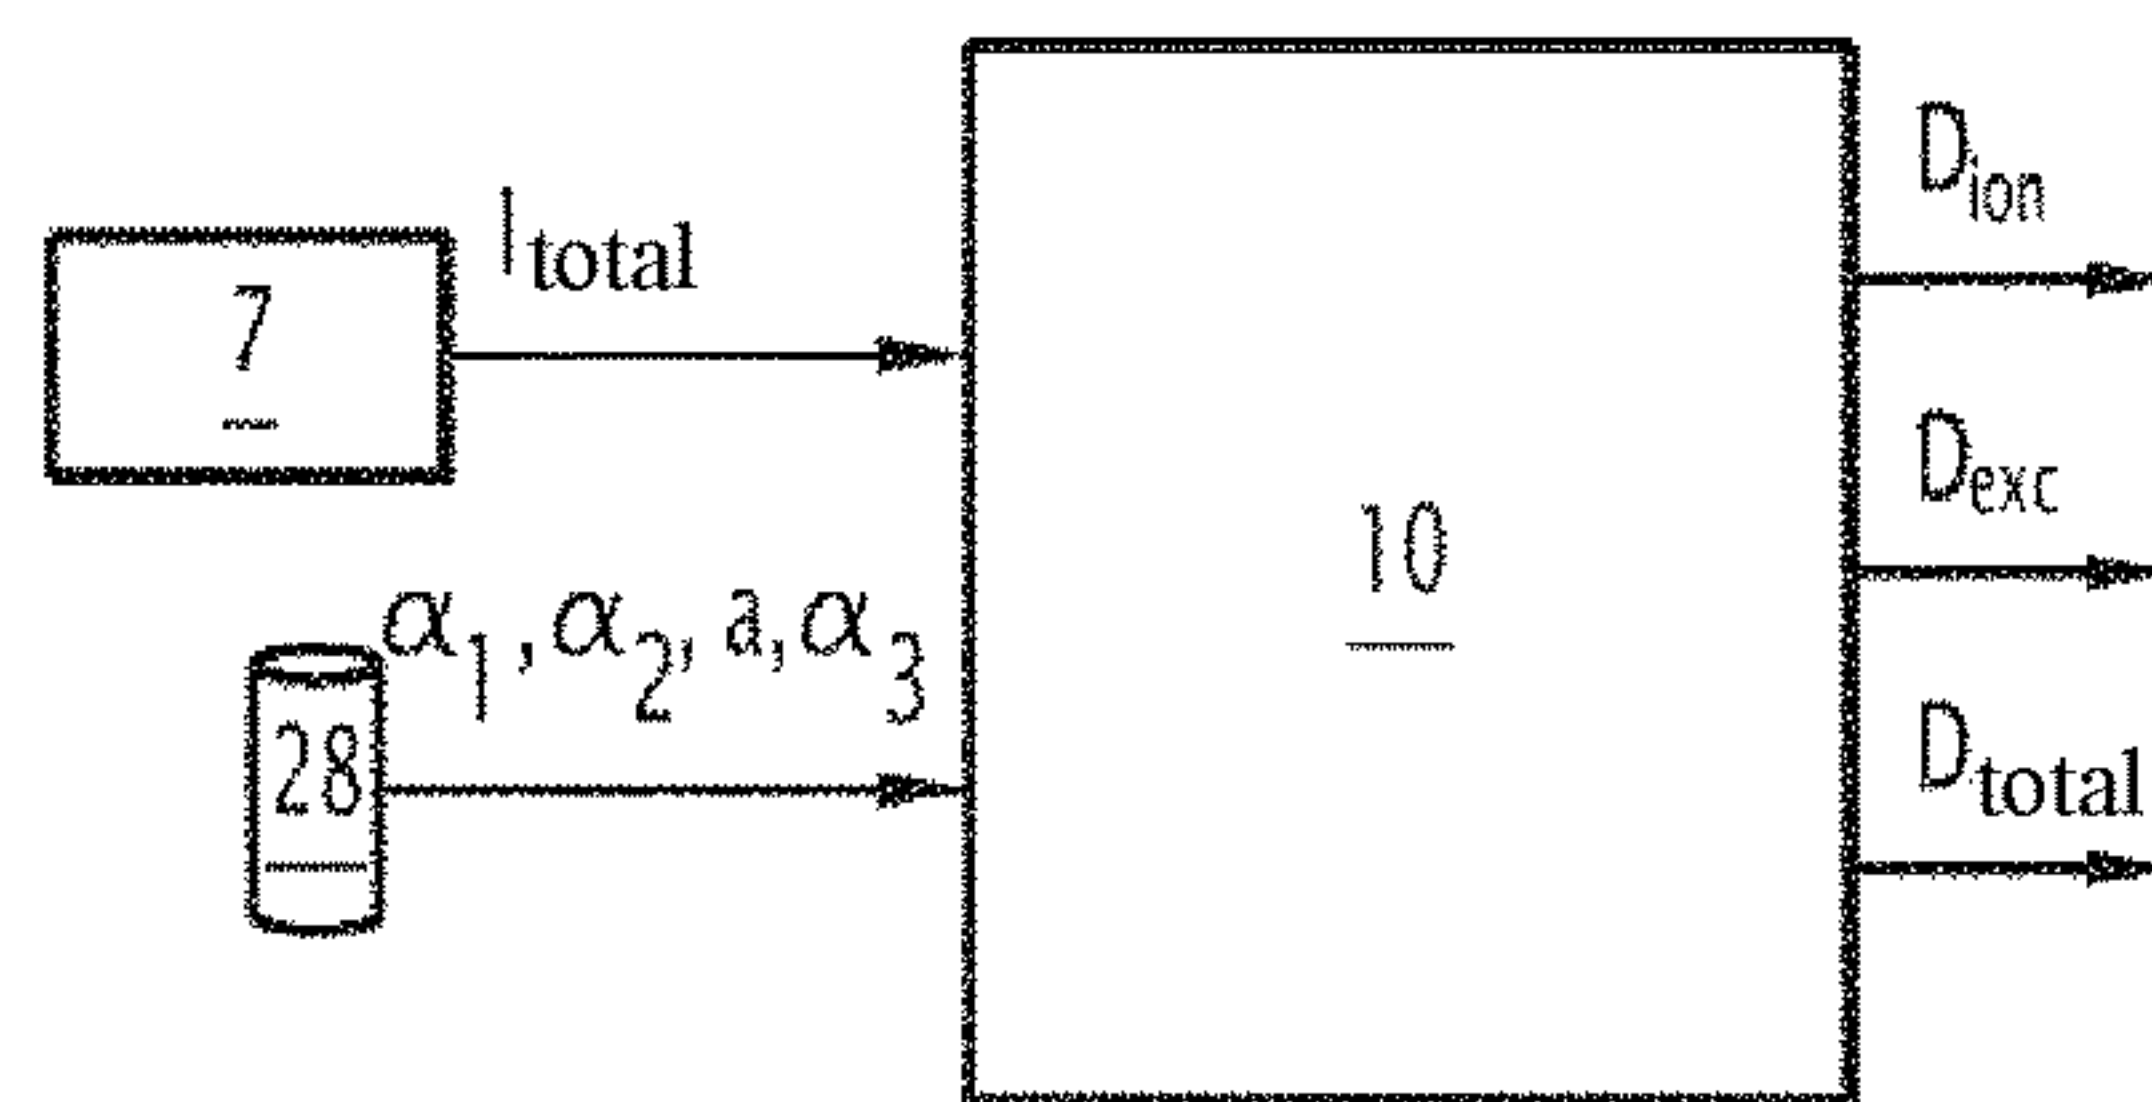 I_total
7
α_1, α_2, a, α_3
28
10
D_ion
D_exc
D_total